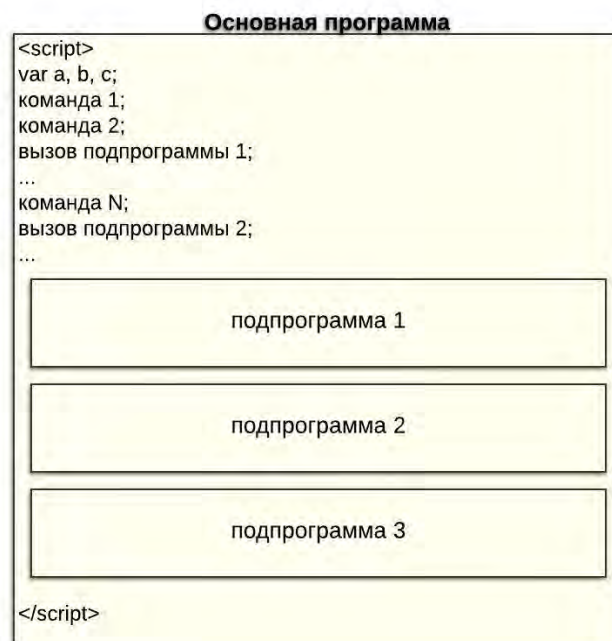 Основная программа
<script>
var a, b, c;
команда 1;
команда 2;
вызов подпрограммы 1;
...
команда N;
вызов подпрограммы 2;
...
подпрограмма 1
подпрограмма 2
подпрограмма 3
</script>